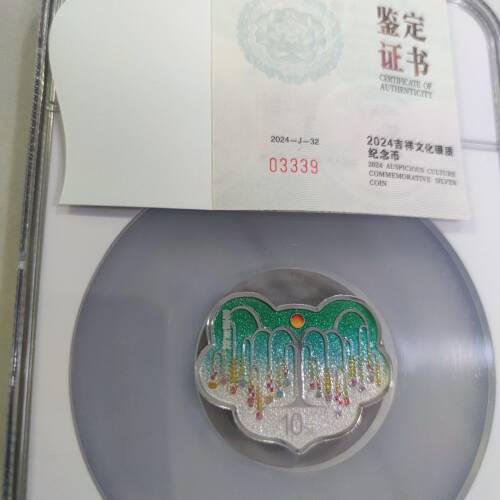 鉴定
证书
CERTIFICATE OF
AUTHENTICITY
2024—J—32
03339
2024吉祥文化银质
纪念币
2024 AUSPICIOUS CULTURE
COMMEMORATIVE SILVER
COIN
10